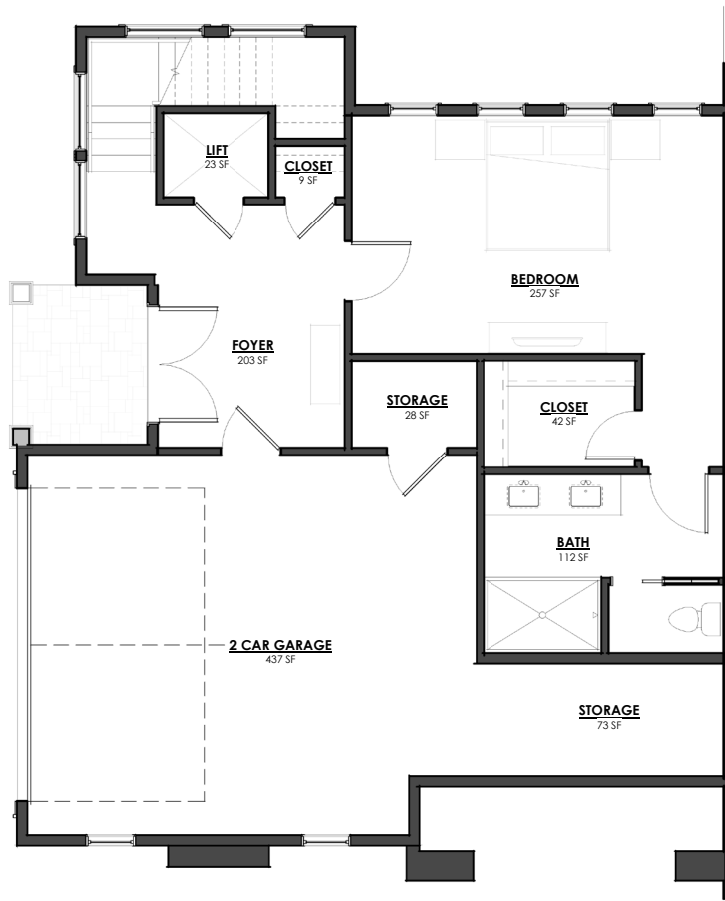 LIFT
23 SF
CLOSET
9 SF
BEDROOM
257 SF
FOYER
203 SF
STORAGE
28 SF
CLOSET
42 SF
BATH
112 SF
2 CAR GARAGE
437 SF
STORAGE
73 SF